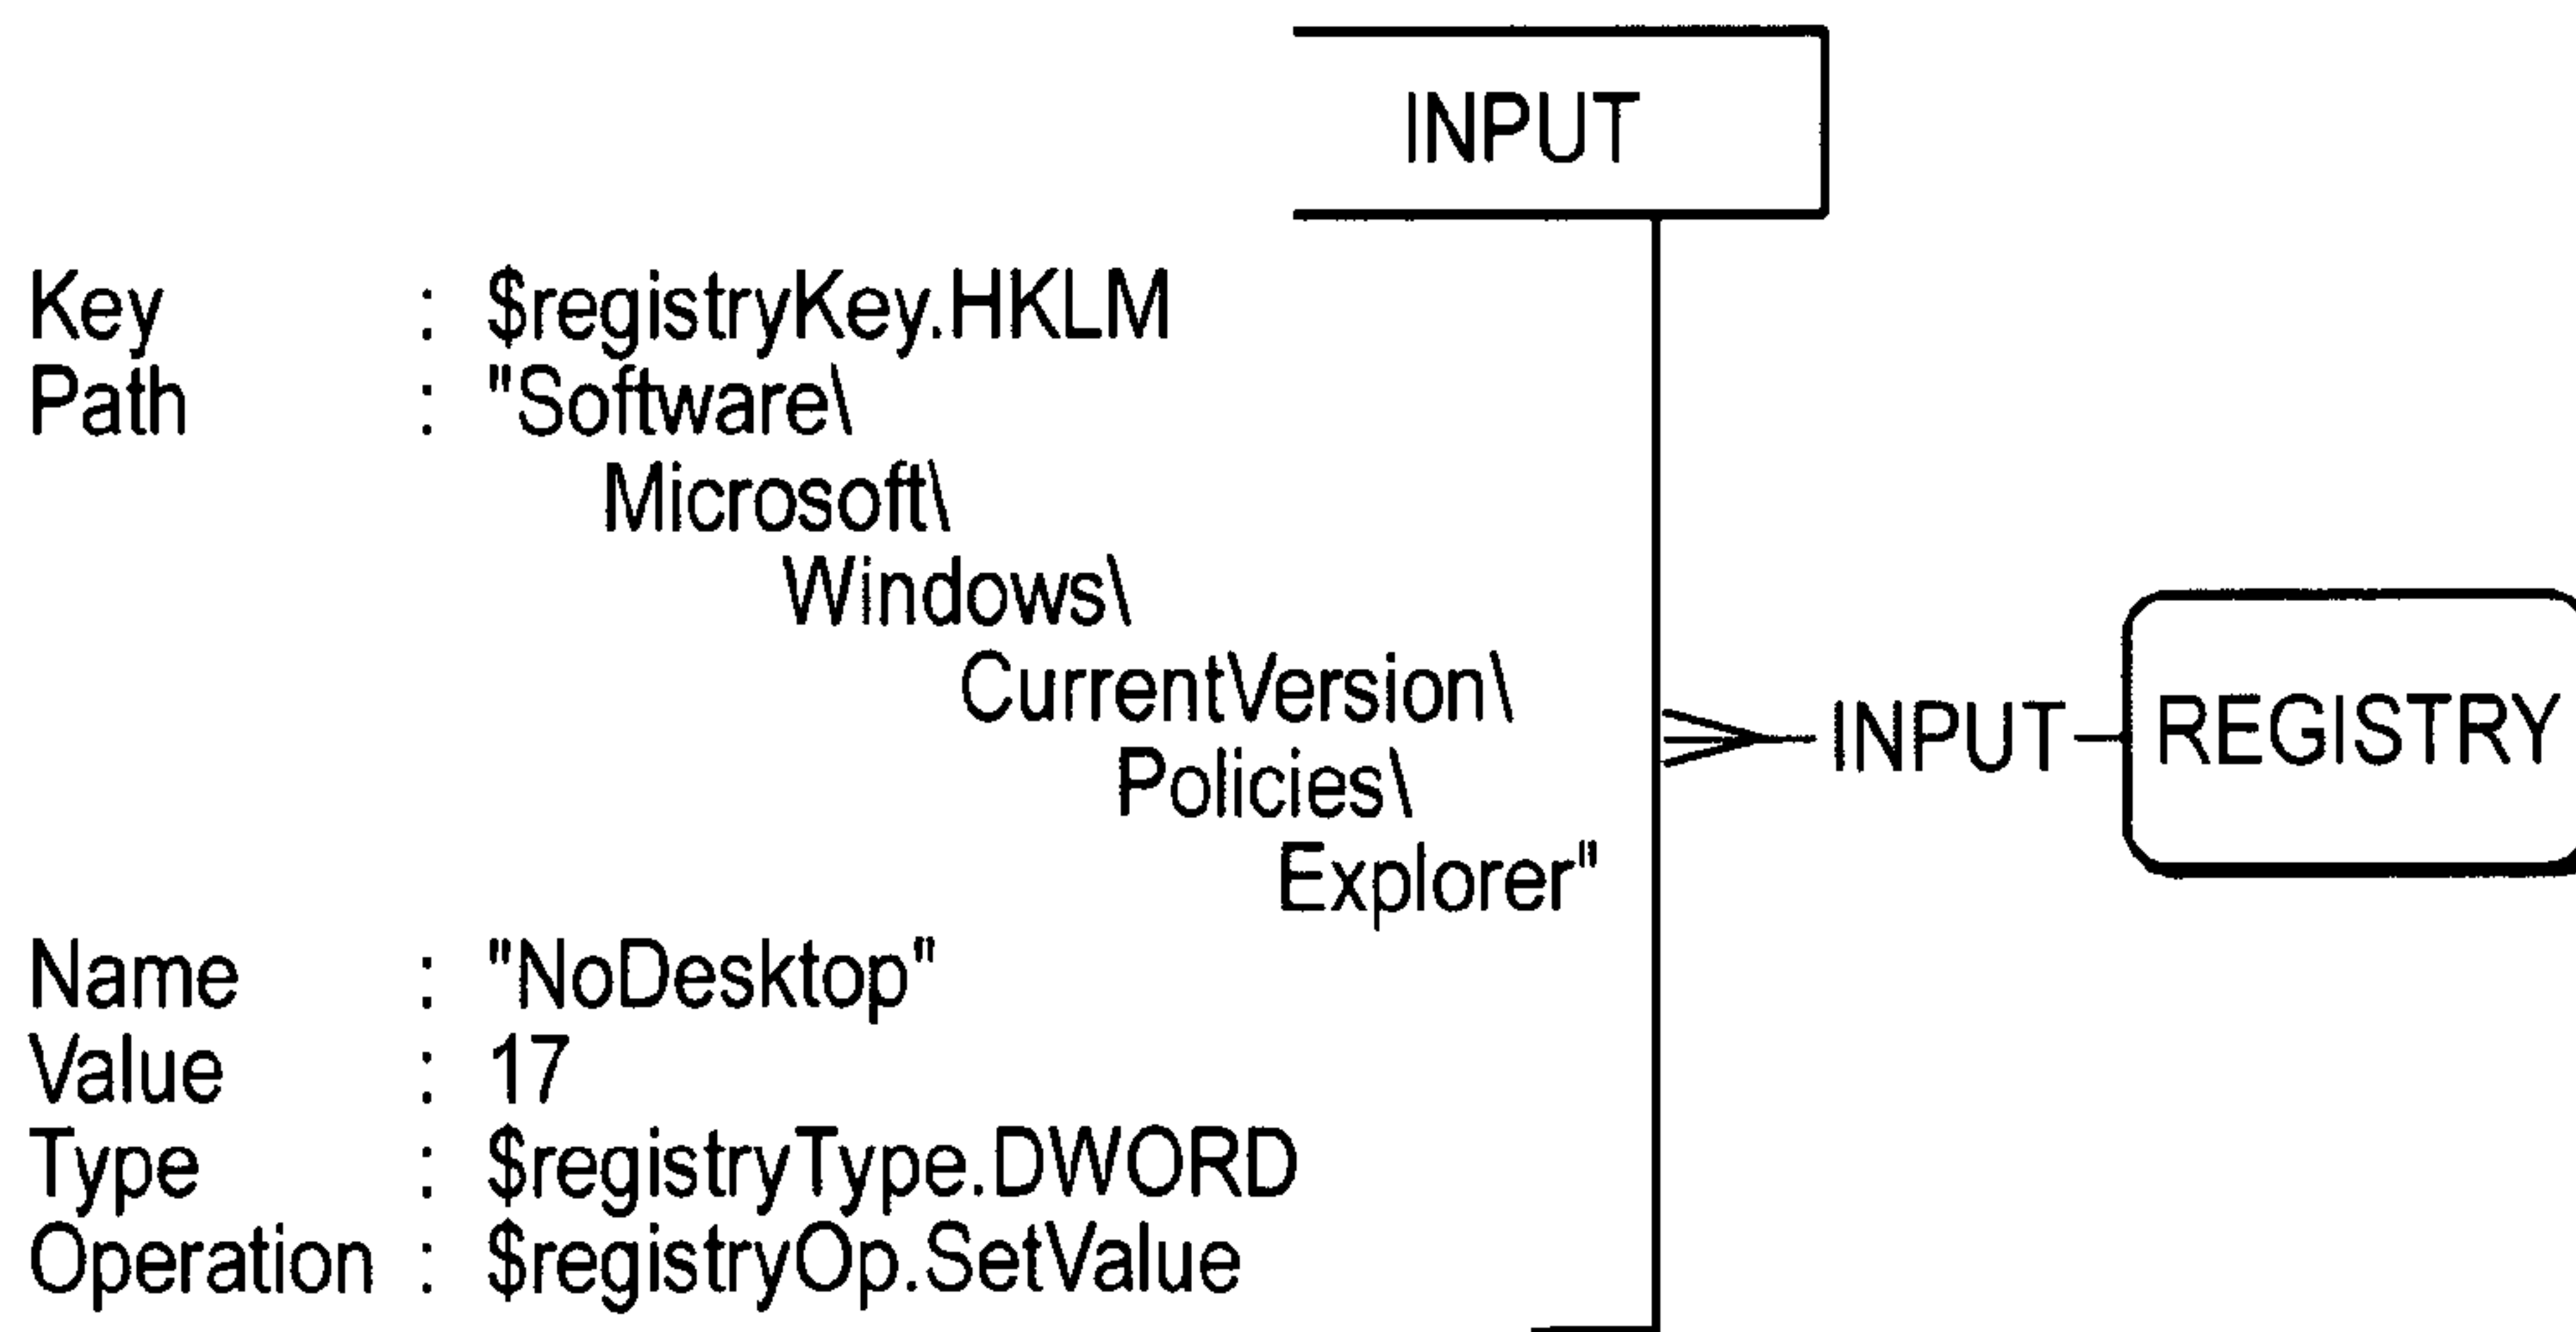 INPUT
Key : $registryKey.HKLM
Path : "Software\
Microsoft\
Windows\
CurrentVersion\
Policies\
Explorer"
INPUT
REGISTRY
Name : "NoDesktop"
Value : 17
Type : $registryType.DWORD
Operation : $registryOp.SetValue